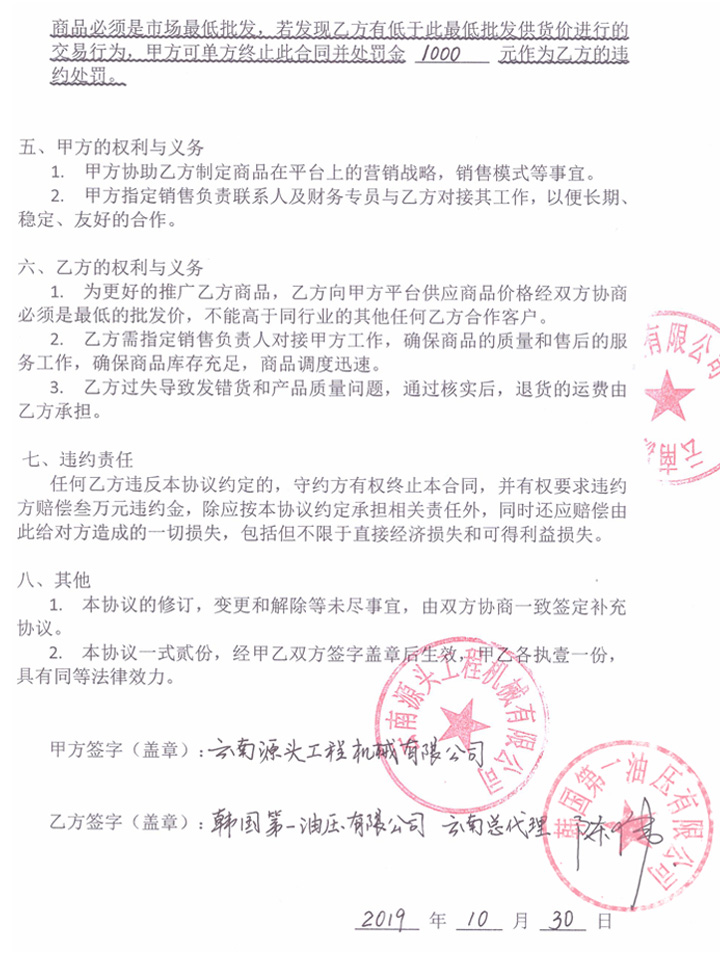 商品必须是市场最低批发，若发现乙方有低于此最低批发供货价进行的
交易行为，甲方可单方终止此合同并处罚金 1000 元作为乙方的违
约处罚。
五、甲方的权利与义务
1. 甲方协助乙方制定商品在平台上的营销战略，销售模式等事宜。
2. 甲方指定销售负责联系人及财务专员与乙方对接其工作，以便长期、
稳定、友好的合作。
六、乙方的权利与义务
1. 为更好的推广乙方商品，乙方向甲方平台供应商品价格经双方协商
必须是最低的批发价，不能高于同行业的其他任何乙方合作客户。
2. 乙方需指定销售负责人对接甲方工作，确保商品的质量和售后的服
务工作，确保商品库存充足，商品调度迅速。
3. 乙方过失导致发错货和产品质量问题，通过核实后，退货的运费由
乙方承担。
有限公司
云南
七、违约责任
任何乙方违反本协议约定的，守约方有权终止本合同，并有权要求违约
方赔偿叁万元违约金，除应按本协议约定承担相关责任外，同时还应赔偿由
此给对方造成的一切损失，包括但不限于直接经济损失和可得利益损失。
八、其他
1. 本协议的修订，变更和解除等未尽事宜，由双方协商一致签定补充
协议。
2. 本协议一式贰份，经甲乙双方签字盖章后生效，甲乙各执壹一份，
具有同等法律效力。
云南源头工程机械有限公司
甲方签字（盖章）：云南源头工程机械有限公司
韩国第一油压有限公司
乙方签字（盖章）：韩国第一油压有限公司 云南总代理 陈
2019 年 10 月 30 日